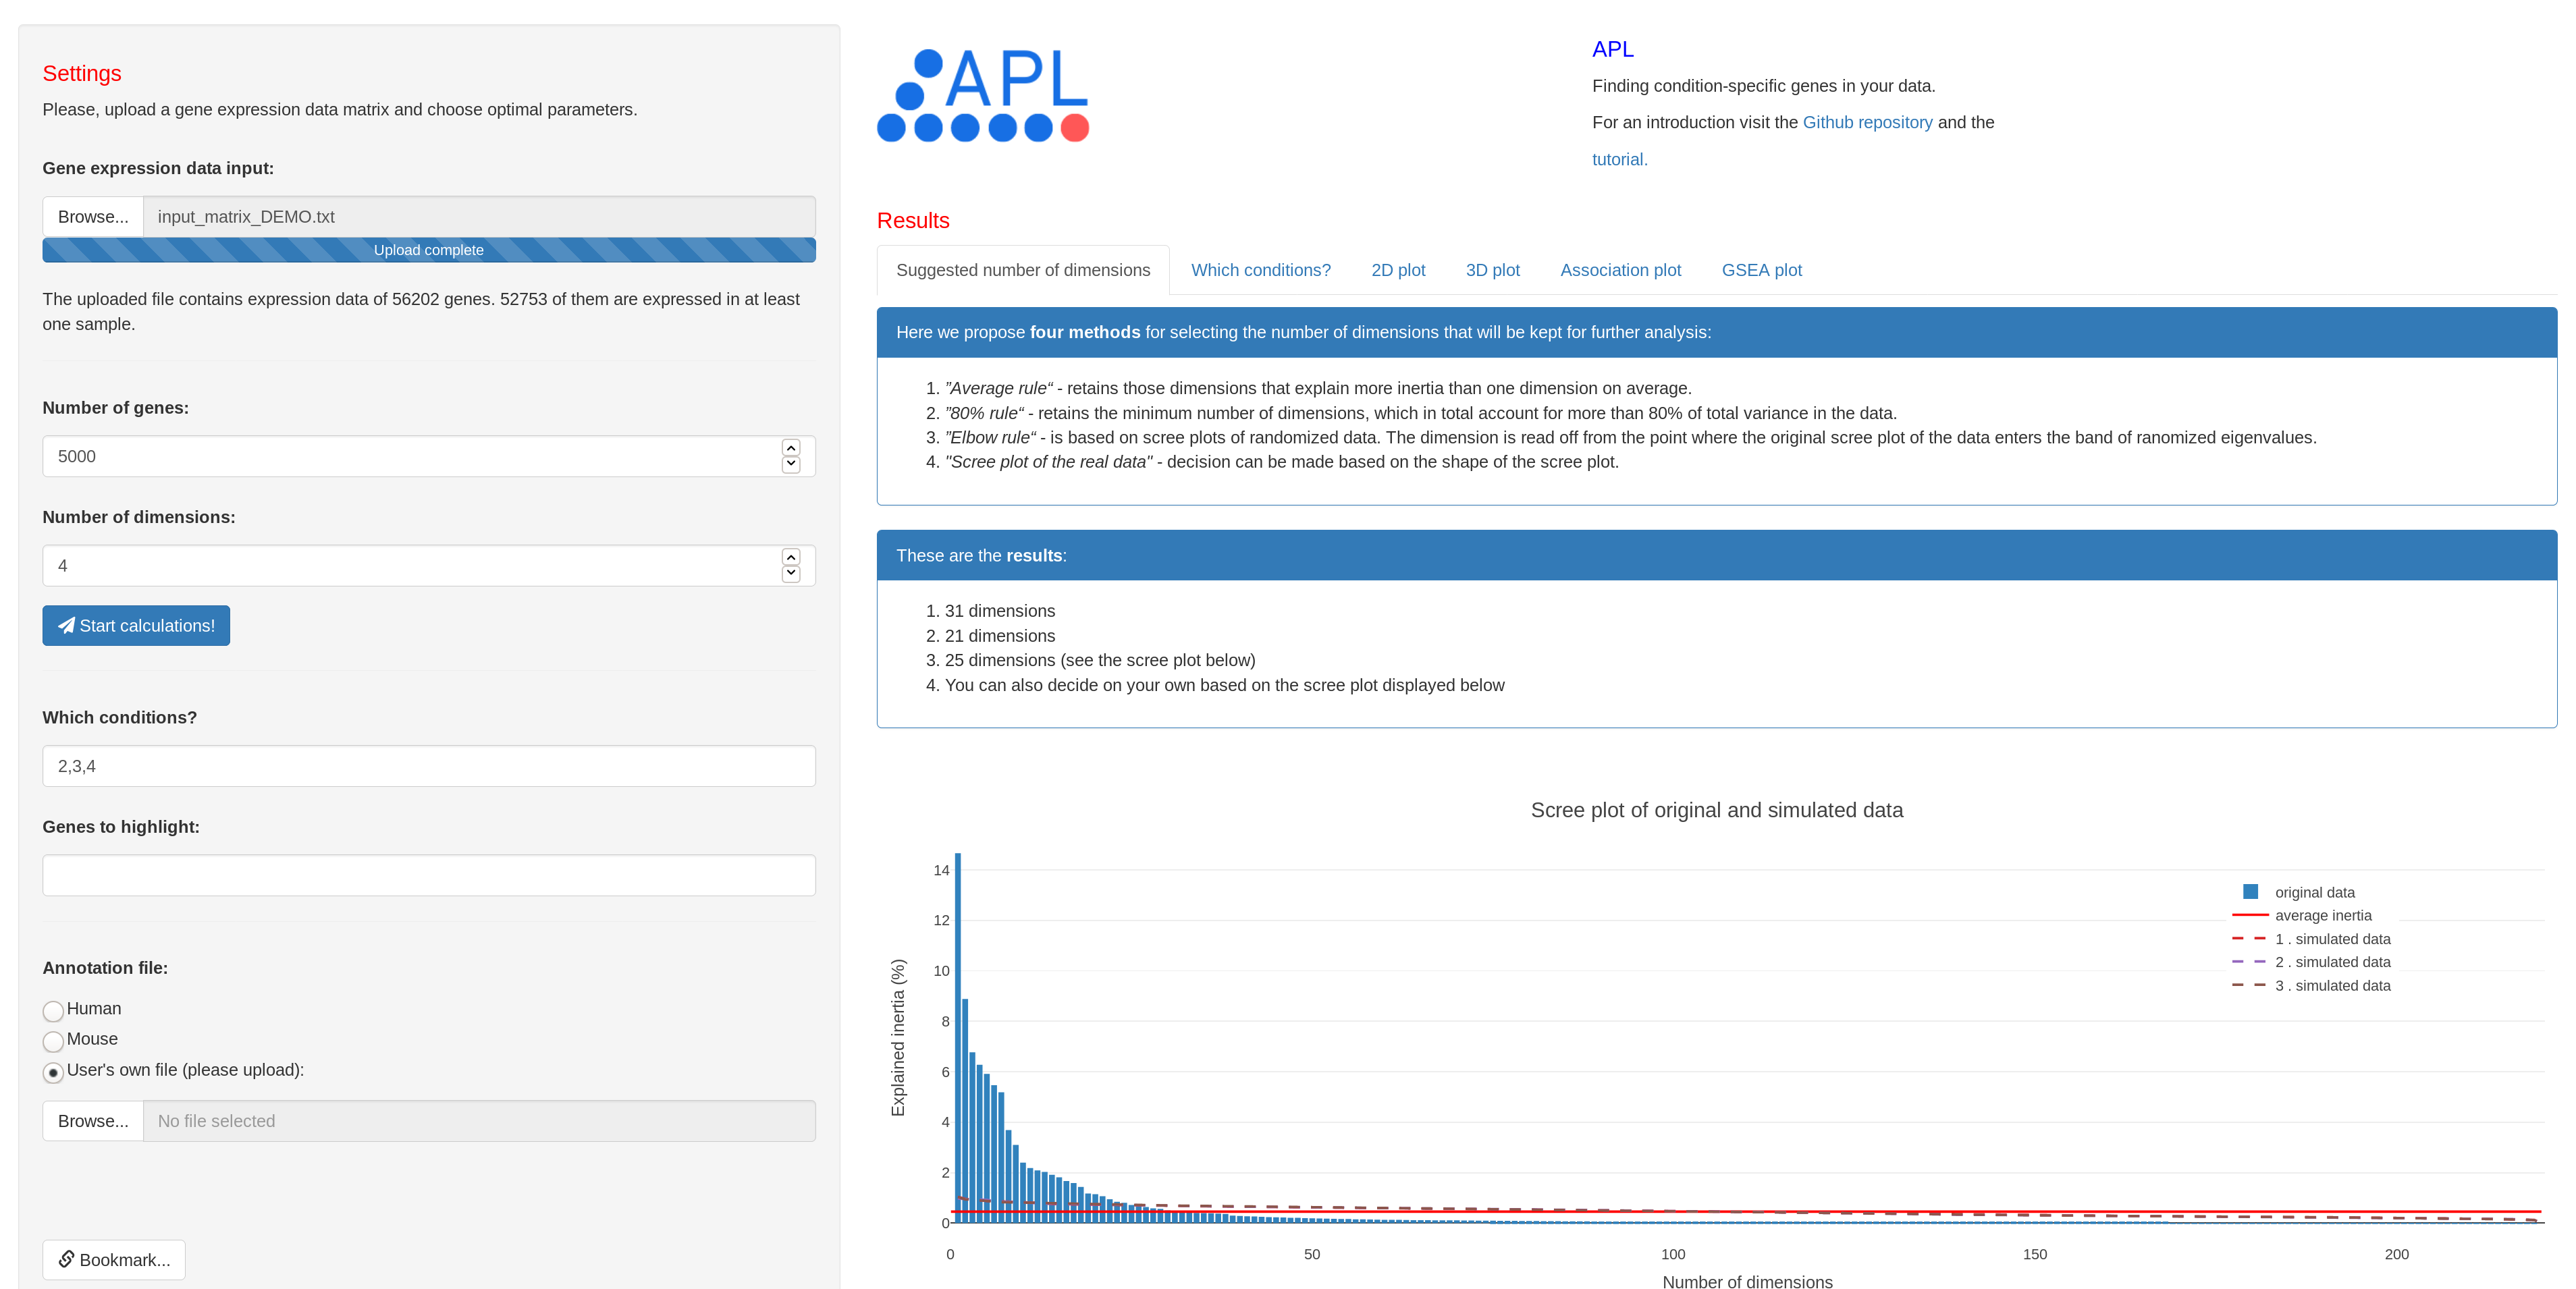 Settings
Please, upload a gene expression data matrix and choose optimal parameters.
Gene expression data input:
Browse... input_matrix_DEMO.txt
Upload complete
The uploaded file contains expression data of 56202 genes. 52753 of them are expressed in at least
one sample.
Number of genes:
5000
Number of dimensions:
4
Start calculations!
Which conditions?
2,3,4
Genes to highlight:
Annotation file:
Human
Mouse
User's own file (please upload):
Browse... No file selected
Bookmark...
APL
APL
Finding condition-specific genes in your data.
For an introduction visit the Github repository and the
tutorial.
Results
Suggested number of dimensions Which conditions? 2D plot 3D plot Association plot GSEA plot
Here we propose four methods for selecting the number of dimensions that will be kept for further analysis:
1. ”Average rule“ - retains those dimensions that explain more inertia than one dimension on average.
2. ”80% rule“ - retains the minimum number of dimensions, which in total account for more than 80% of total variance in the data.
3. ”Elbow rule“ - is based on scree plots of randomized data. The dimension is read off from the point where the original scree plot of the data enters the band of ranomized eigenvalues.
4. "Scree plot of the real data" - decision can be made based on the shape of the scree plot.
These are the results:
1. 31 dimensions
2. 21 dimensions
3. 25 dimensions (see the scree plot below)
4. You can also decide on your own based on the scree plot displayed below
Scree plot of original and simulated data
Explained inertia (%)
14
12
10
8
6
4
2
0
original data
average inertia
1 . simulated data
2 . simulated data
3 . simulated data
0 50 100 150 200
Number of dimensions